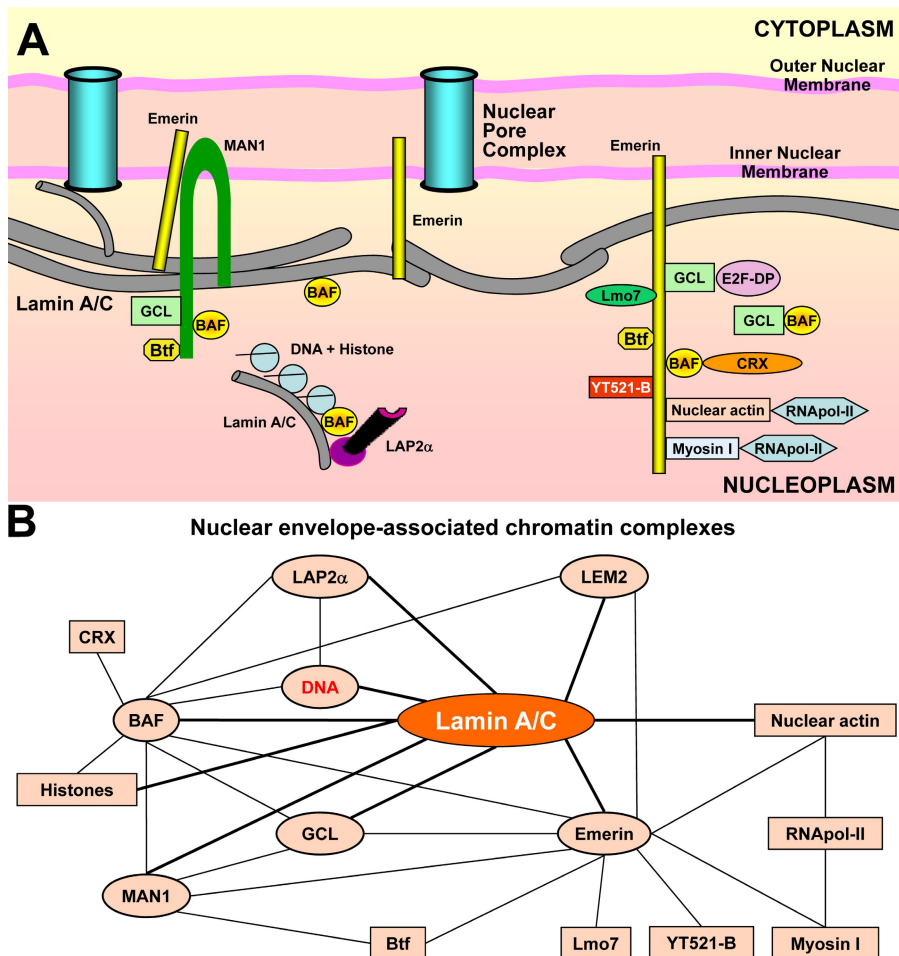 A
CYTOPLASM
Outer Nuclear
Membrane
Emerin
MAN1
Nuclear
Pore
Complex
Emerin
Inner Nuclear
Membrane
Emerin
Lamin A/C
GCL
BAF
Btf
BAF
DNA + Histone
Lamin A/C
BAF
LAP2α
GCL
E2F-DP
Lmo7
GCL
BAF
Btf
BAF
CRX
YT521-B
Nuclear actin
RNApol-II
Myosin I
RNApol-II
NUCLEOPLASM
B
Nuclear envelope-associated chromatin complexes
LAP2α
LEM2
CRX
DNA
BAF
Lamin A/C
Nuclear actin
Histones
GCL
Emerin
RNApol-II
MAN1
Btf
Lmo7
YT521-B
Myosin I